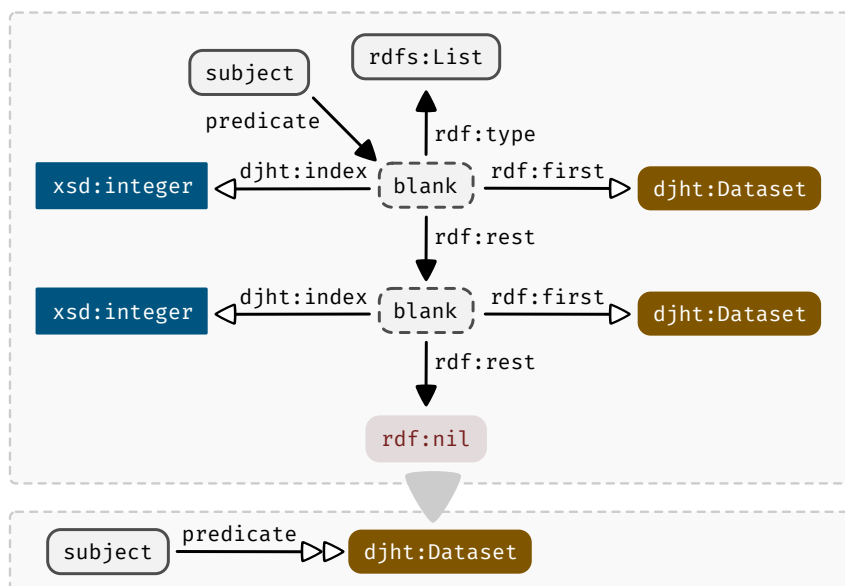 rdfs:List
subject
predicate
rdf:type
xsd:integer djht:index blank rdf:first djht:Dataset
rdf:rest
xsd:integer djht:index blank rdf:first djht:Dataset
rdf:rest
rdf:nil
subject predicate djht:Dataset